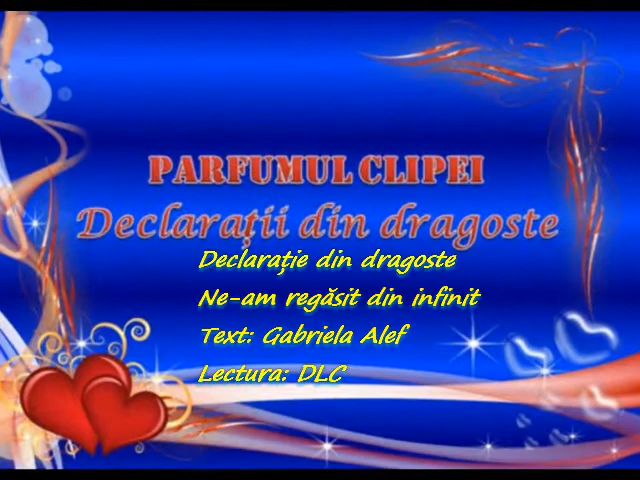 PARFUMUL CLIPEI
Declarații din dragoste
Declarație din dragoste
Ne-am regăsit din infinit
Text: Gabriela Alef
Lectura: DLC